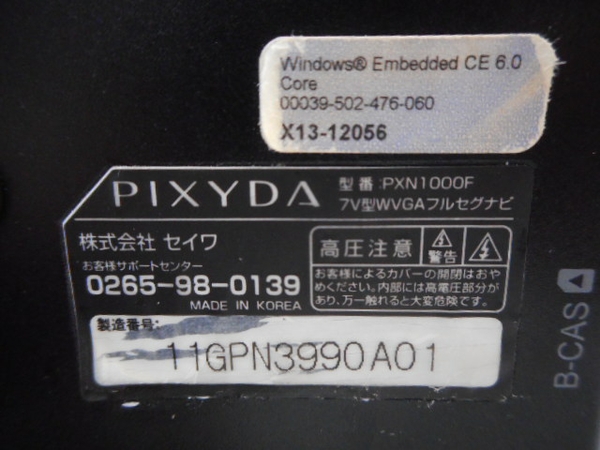 Windows® Embedded CE 6.0
Core
00039-502-476-060
X13-12056
PIXYDA
型番:PXN1000F
7V型WVGAフルセグナビ
株式会社 セイワ
お客様サポートセンター
0265-98-0139
MADE IN KOREA
高圧注意
警告
お客様によるカバーの開閉はおや
めください。内部には高電圧部分が
あり、万一触れると大変危険です。
製造番号:
11GPN3990A01
B-CAS